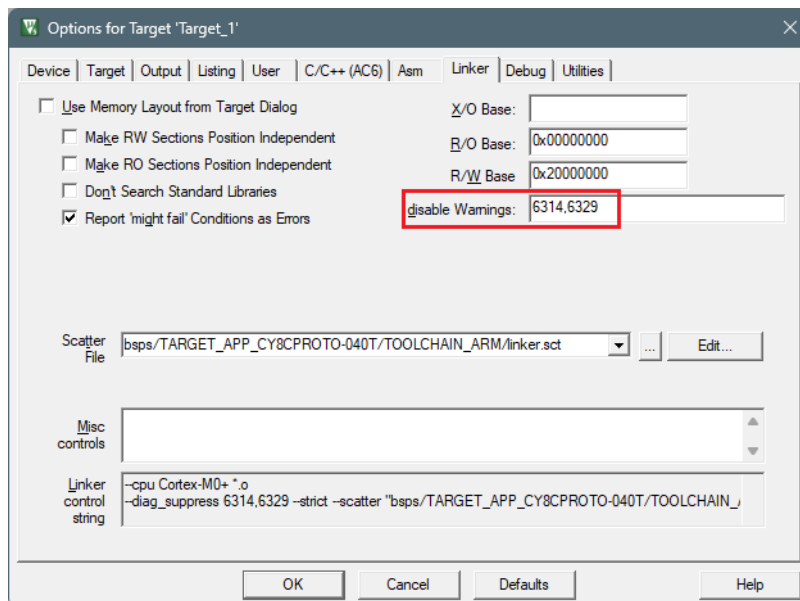 Options for Target 'Target_1'
Device Target Output Listing User C/C++ (AC6) Asm Linker Debug Utilities
Use Memory Layout from Target Dialog
Make RW Sections Position Independent
Make RO Sections Position Independent
Don't Search Standard Libraries
Report 'might fail' Conditions as Errors
X/O Base:
R/O Base: 0x00000000
R/W Base 0x20000000
disable Warnings: 6314,6329
Scatter
File
bsps/TARGET_APP_CY8CPROTO-040T/TOOLCHAIN_ARM/linker.sct
... Edit...
Misc
controls
Linker
control
string
--cpu Cortex-M0+ *.o
--diag_suppress 6314,6329 --strict --scatter "bsps/TARGET_APP_CY8CPROTO-040T/TOOLCHAIN_
OK Cancel Defaults Help